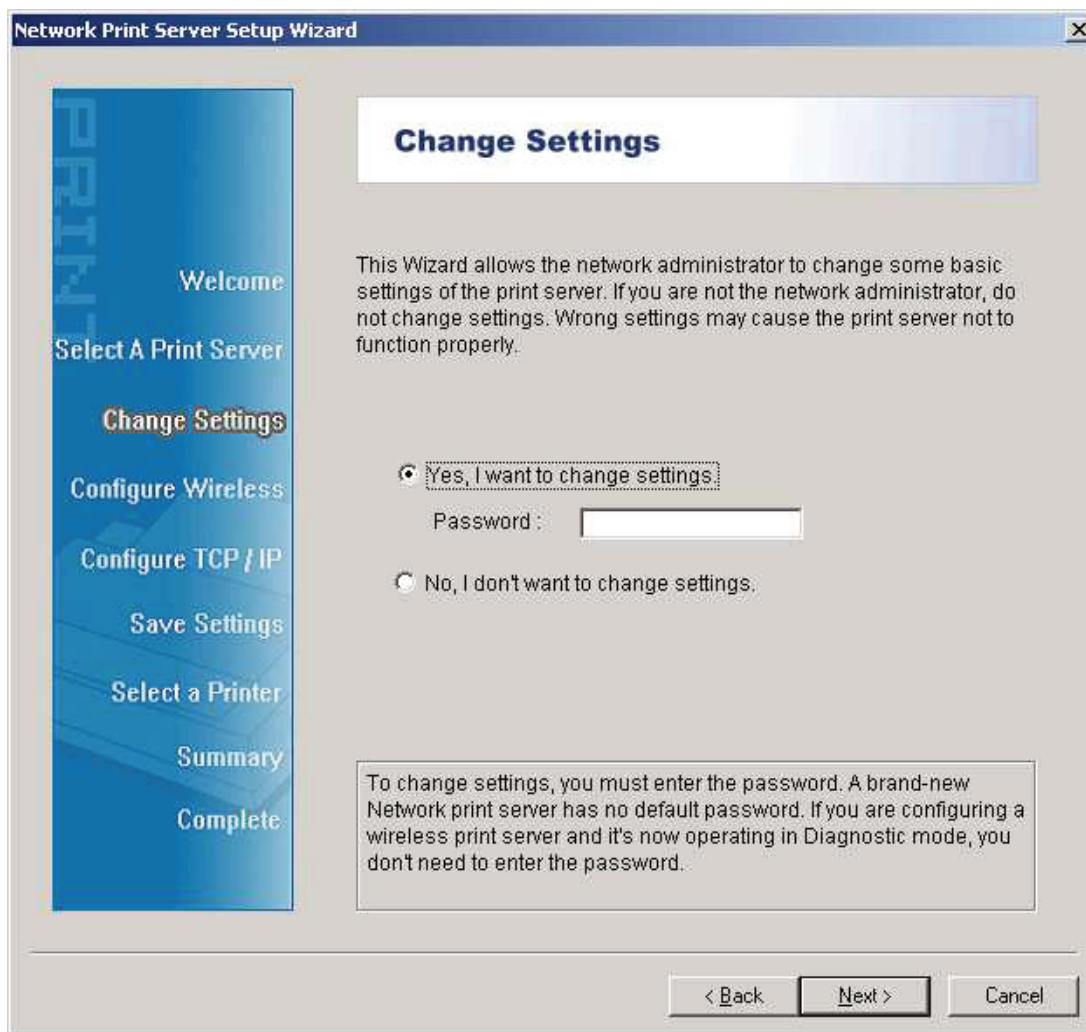 Network Print Server Setup Wizard
PRINT
Welcome
Select A Print Server
Change Settings
Configure Wireless
Configure TCP / IP
Save Settings
Select a Printer
Summary
Complete
Change Settings
This Wizard allows the network administrator to change some basic
settings of the print server. If you are not the network administrator, do
not change settings. Wrong settings may cause the print server not to
function properly.
Yes, I want to change settings.
Password :
No, I don't want to change settings.
To change settings, you must enter the password. A brand-new
Network print server has no default password. If you are configuring a
wireless print server and it's now operating in Diagnostic mode, you
don't need to enter the password.
< Back
Next >
Cancel